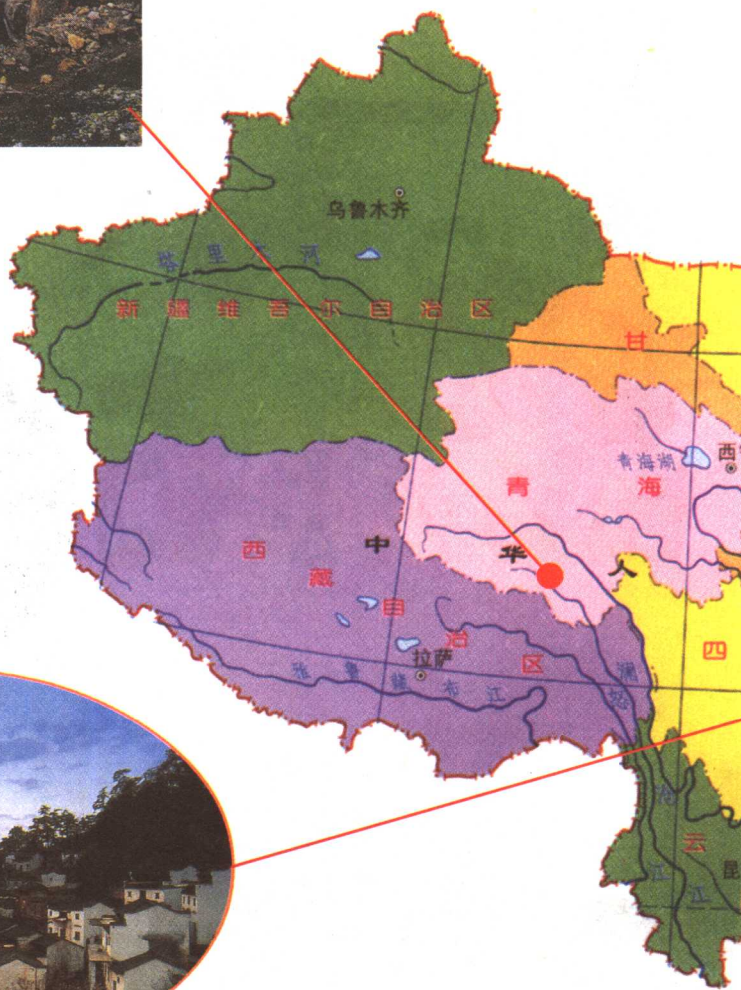 乌鲁木齐
塔里木河
新疆维吾尔自治区
甘
青海湖
西
青海
中华人
西藏自治区
四
拉萨
雅鲁藏布江
澜沧江
怒江
云
昆